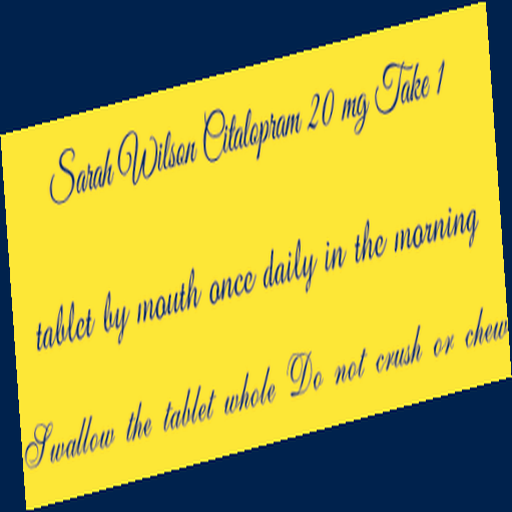 Sarah Wilson Citalopram 20 mg Take 1
tablet by mouth once daily in the morning
Swallow the tablet whole Do not crush or chew